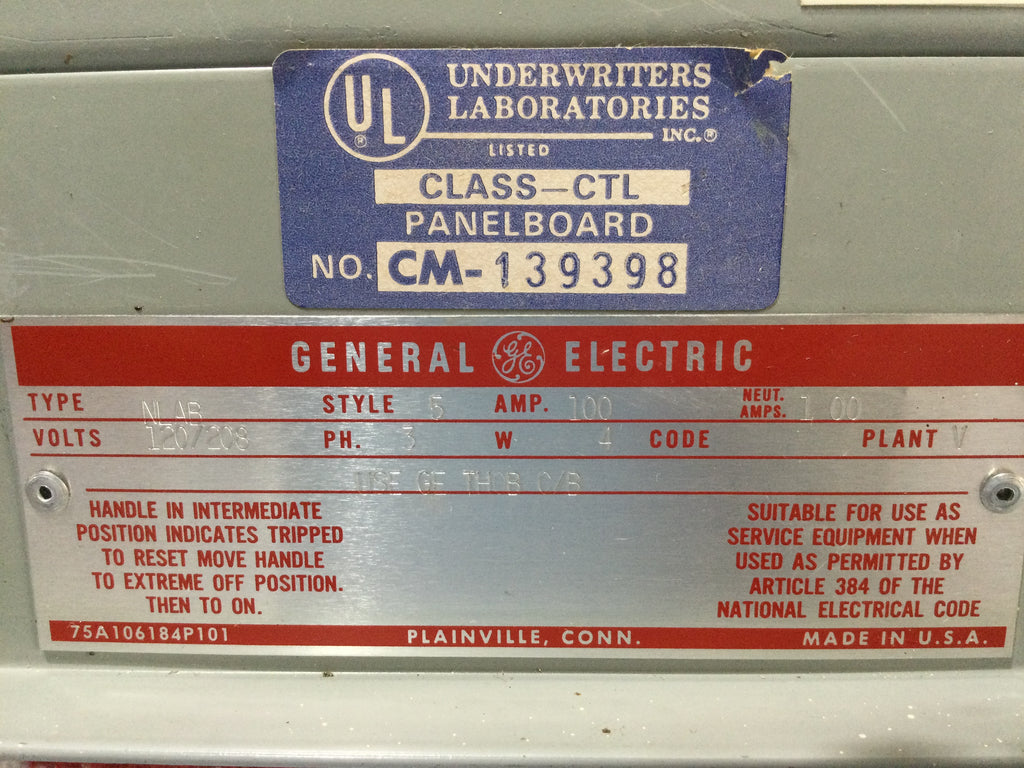 UL
®
UNDERWRITERS
LABORATORIES
INC.®
LISTED
CLASS—CTL
PANELBOARD
NO. CM-139398
GENERAL GE ELECTRIC
TYPE NLAB STYLE 5 AMP. 100 NEUT. AMPS. 100
VOLTS 120/208 PH. 3 W 4 CODE PLANT V
USE GE THQB C/B
HANDLE IN INTERMEDIATE
POSITION INDICATES TRIPPED
TO RESET MOVE HANDLE
TO EXTREME OFF POSITION.
THEN TO ON.
SUITABLE FOR USE AS
SERVICE EQUIPMENT WHEN
USED AS PERMITTED BY
ARTICLE 384 OF THE
NATIONAL ELECTRICAL CODE
75A106184P101 PLAINVILLE, CONN. MADE IN U.S.A.